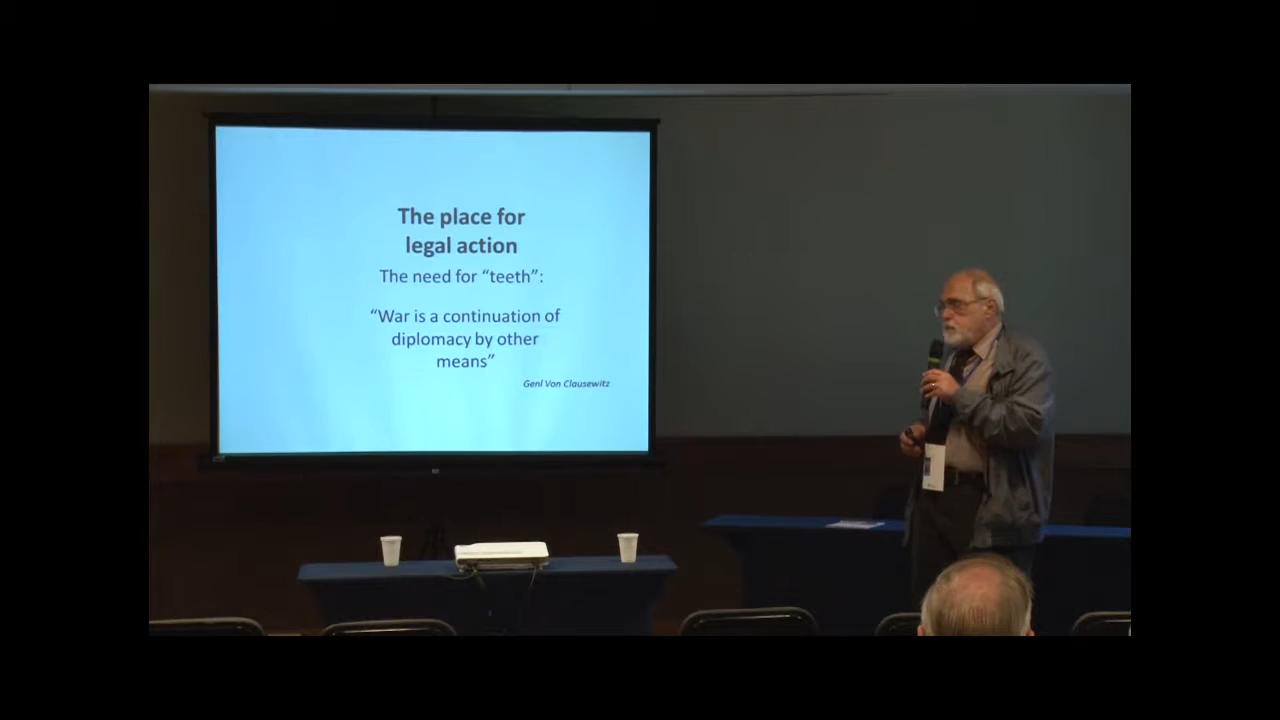 The place for
legal action
The need for “teeth”:
“War is a continuation of
diplomacy by other
means”
Genl Von Clausewitz